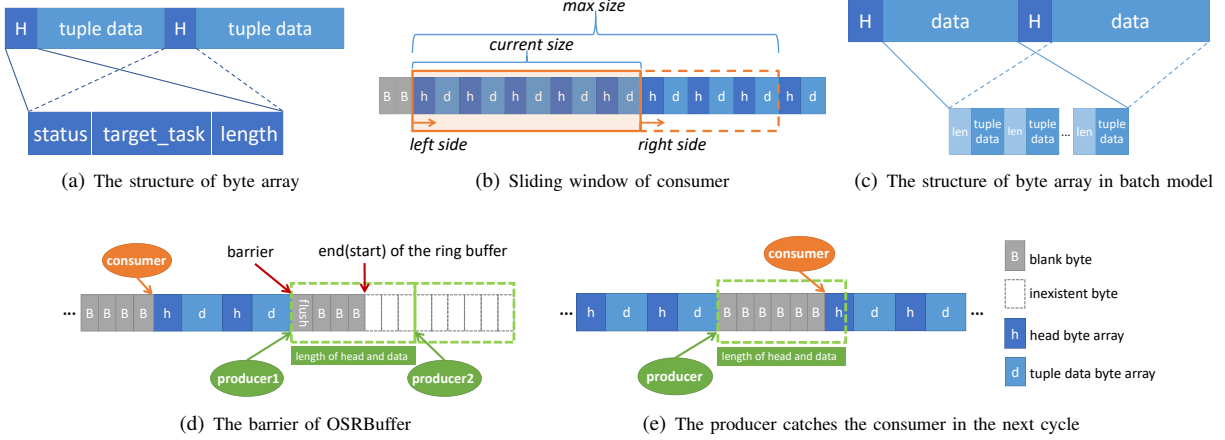 H tuple data H tuple data
status target_task length
(a) The structure of byte array
max size
current size
B B h d h d h d h d h d h d h d h d h d
left side right side
(b) Sliding window of consumer
H data H data
len tuple data len tuple data ... len tuple data
(c) The structure of byte array in batch model
consumer barrier end(start) of the ring buffer
... B B B B h d h d flush B B B
length of head and data
producer1 producer2
(d) The barrier of OSRBuffer
consumer
... h d h d B B B B B B h d h d ...
length of head and data
producer
(e) The producer catches the consumer in the next cycle
B blank byte
inexistent byte
h head byte array
d tuple data byte array